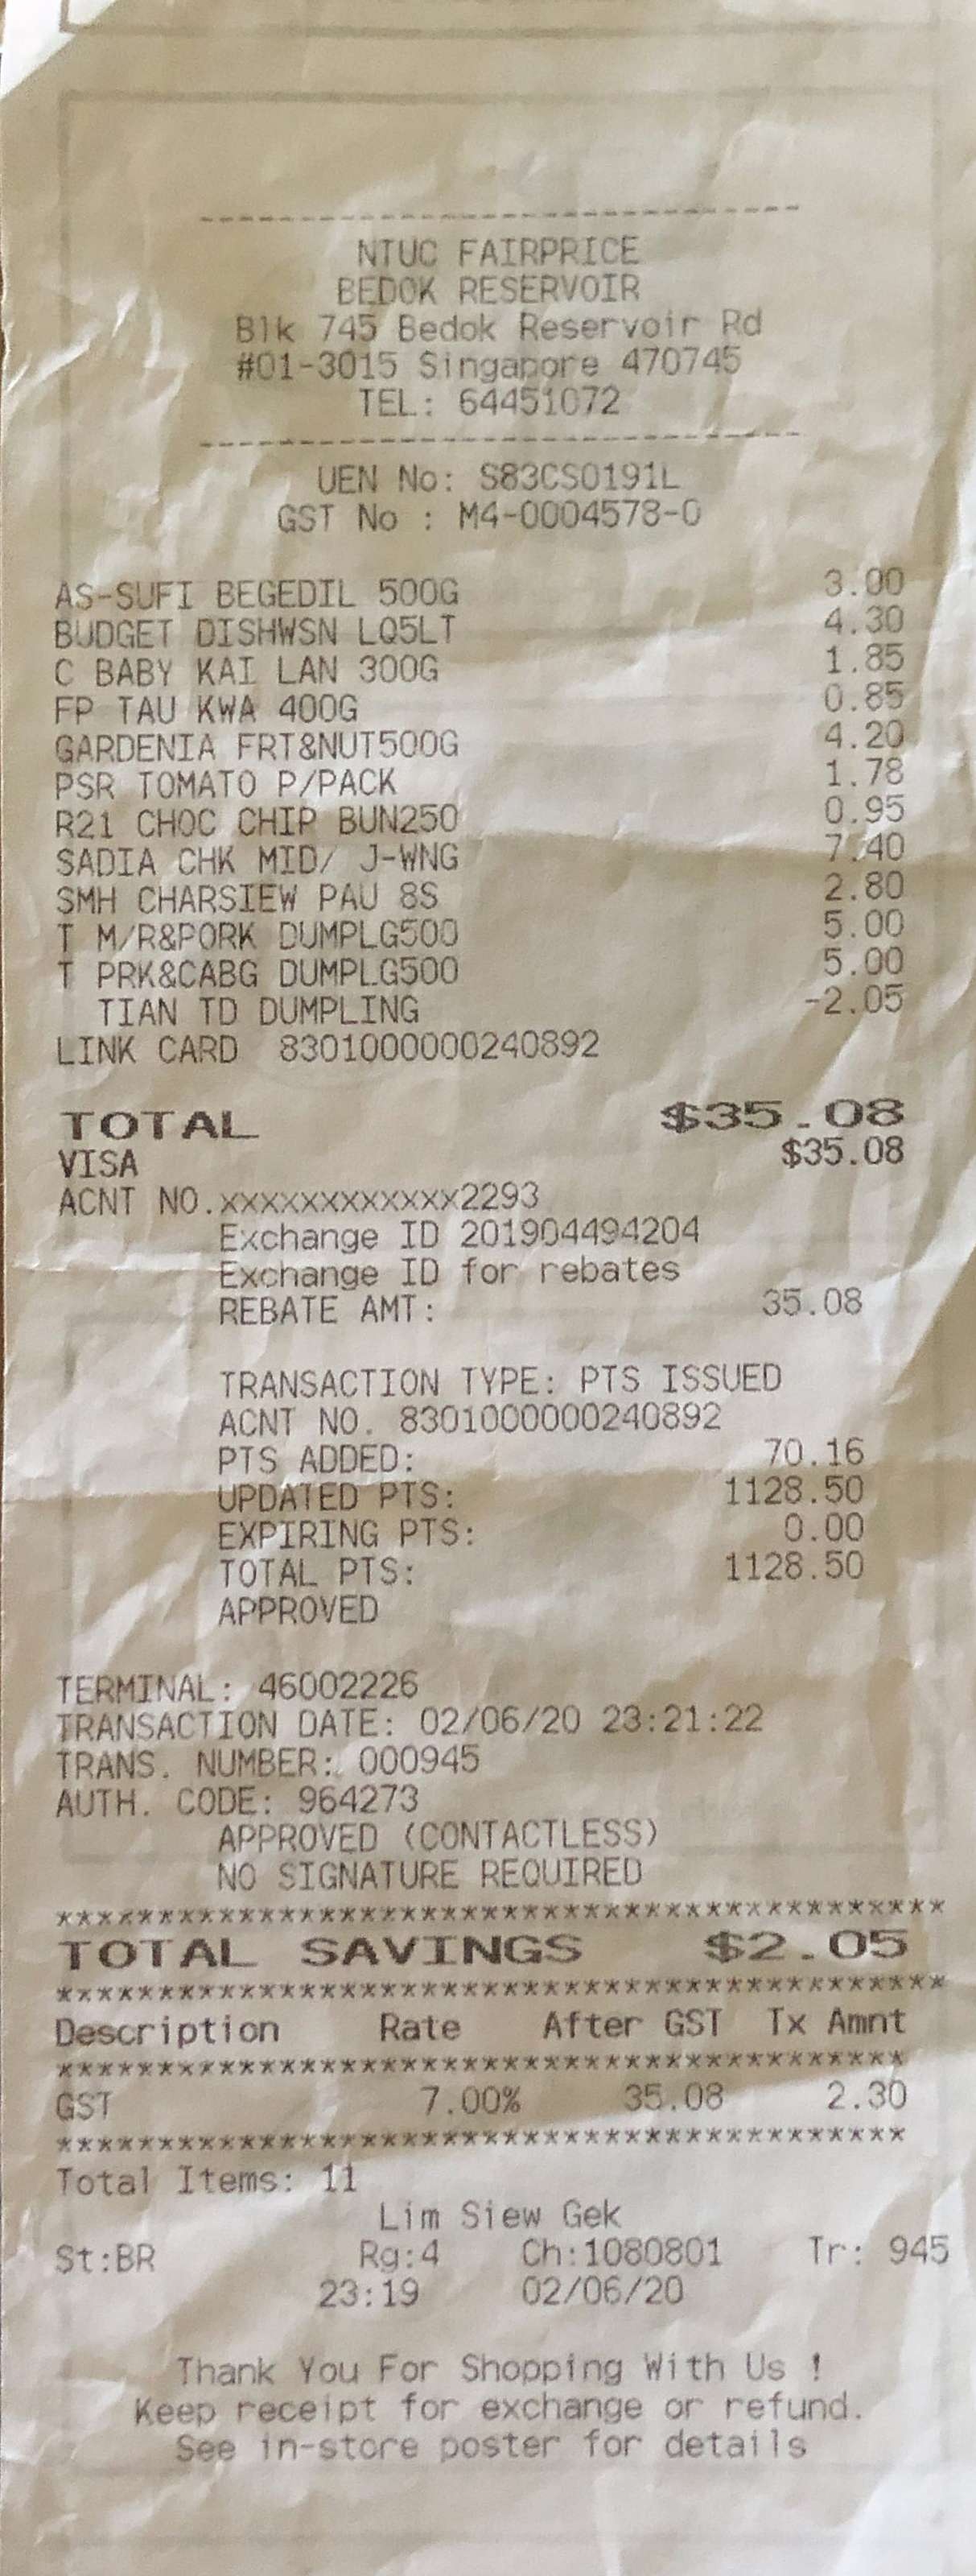 NTUC FAIRPRICE
BEDOK RESERVOIR
Blk 745 Bedok Reservoir Rd
#01-3015 Singapore 470745
TEL: 64451072
UEN No: S83CS0191L
GST No : M4-0004578-0
AS-SUFI BEGEDIL 500G 3.00
BUDGET DISHWSN LQ5LT 4.30
C BABY KAI LAN 300G 1.85
FP TAU KWA 400G 0.85
GARDENIA FRT&NUT500G 4.20
PSR TOMATO P/PACK 1.78
R21 CHOC CHIP BUN250 0.95
SADIA CHK MID/ J-WNG 7.40
SMH CHARSIEW PAU 8S 2.80
T M/R&PORK DUMPLG500 5.00
T PRK&CABG DUMPLG500 5.00
TIAN TD DUMPLING -2.05
LINK CARD 8301000000240892
TOTAL $35.08
VISA $35.08
ACNT NO.xxxxxxxxxxxx2293
Exchange ID 201904494204
Exchange ID for rebates
REBATE AMT: 35.08
TRANSACTION TYPE: PTS ISSUED
ACNT NO. 8301000000240892
PTS ADDED: 70.16
UPDATED PTS: 1128.50
EXPIRING PTS: 0.00
TOTAL PTS: 1128.50
APPROVED
TERMINAL: 46002226
TRANSACTION DATE: 02/06/20 23:21:22
TRANS. NUMBER: 000945
AUTH. CODE: 964273
APPROVED (CONTACTLESS)
NO SIGNATURE REQUIRED
********************************************
TOTAL SAVINGS $2.05
********************************************
Description Rate After GST Tx Amnt
******************************************
GST 7.00% 35.08 2.30
******************************************
Total Items: 11
Lim Siew Gek
St:BR Rg:4 Ch:1080801 Tr: 945
23:19 02/06/20
Thank You For Shopping With Us !
Keep receipt for exchange or refund.
See in-store poster for details